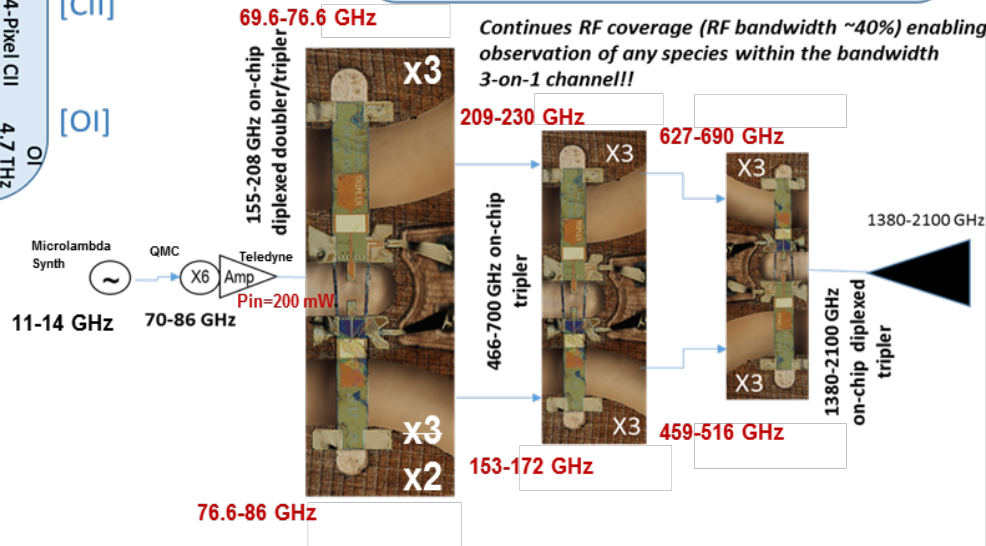 [CII]
4-Pixel CII
4.7 THz
OI
[OI]
69.6-76.6 GHz
Continues RF coverage (RF bandwidth ~40%) enabling
observation of any species within the bandwidth
3-on-1 channel!!
155-208 GHz on-chip
diplexed doubler/tripler
x3
209-230 GHz
X3
627-690 GHz
X3
1380-2100 GHz
Microlambda
Synth
~
QMC
X6
Amp
Teledyne
Pin=200 mW
11-14 GHz
70-86 GHz
466-700 GHz on-chip
tripler
1380-2100 GHz
on-chip diplexed
tripler
X3
x3
x2
X3
459-516 GHz
153-172 GHz
76.6-86 GHz